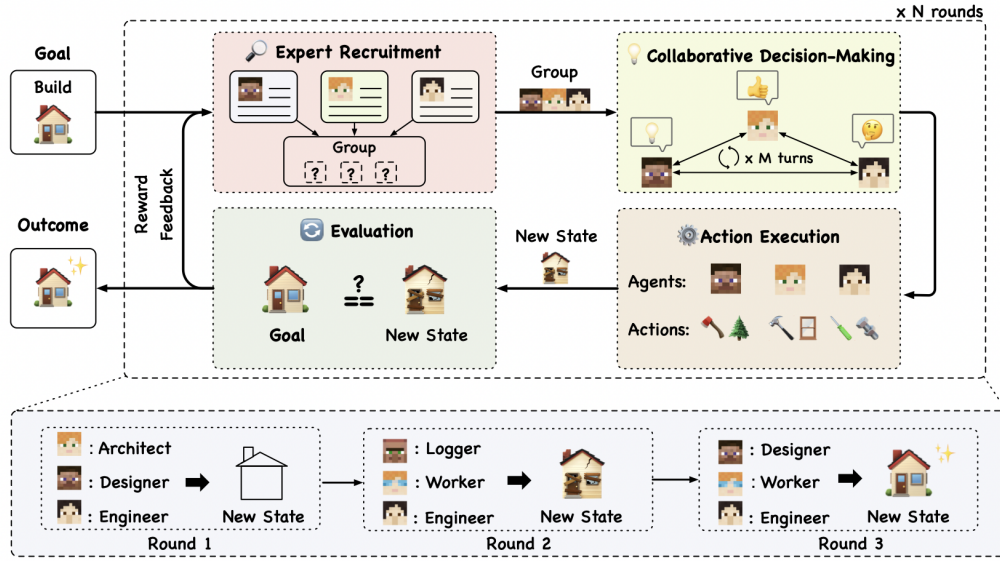 x N rounds
Goal
Build
Expert Recruitment
Group
? ? ?
Group
Collaborative Decision-Making
x M turns
Reward
Feedback
Outcome
Evaluation
?
==
Goal
New State
New State
Action Execution
Agents:
Actions:
: Architect
: Designer
: Engineer
New State
Round 1
: Logger
: Worker
: Engineer
New State
Round 2
: Designer
: Worker
: Engineer
New State
Round 3